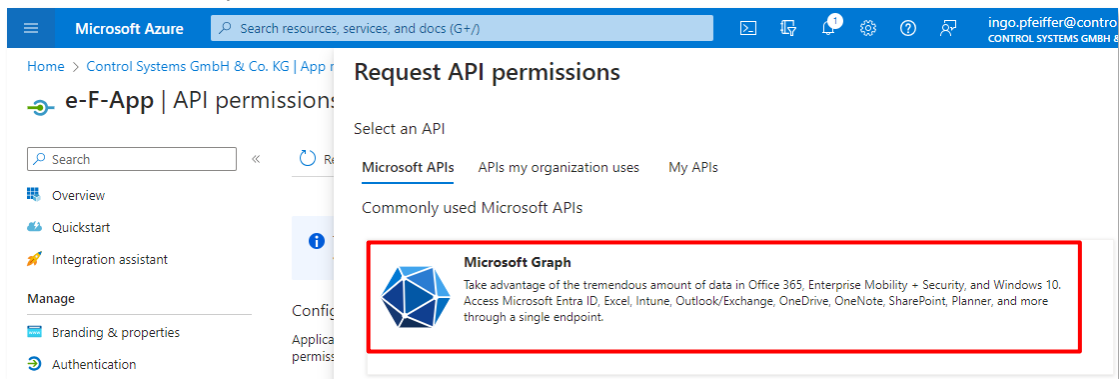 Microsoft Azure
Search resources, services, and docs (G+/)
1
ingo.pfeiffer@contro
CONTROL SYSTEMS GMBH &
Home > Control Systems GmbH & Co. KG | App r
e-F-App | API permissions
Search
«
Re
Overview
Quickstart
Integration assistant
Manage
Branding & properties
Authentication
Config
Applica
permiss
Request API permissions
Select an API
Microsoft APIs APIs my organization uses My APIs
Commonly used Microsoft APIs
Microsoft Graph
Take advantage of the tremendous amount of data in Office 365, Enterprise Mobility + Security, and Windows 10.
Access Microsoft Entra ID, Excel, Intune, Outlook/Exchange, OneDrive, OneNote, SharePoint, Planner, and more
through a single endpoint.